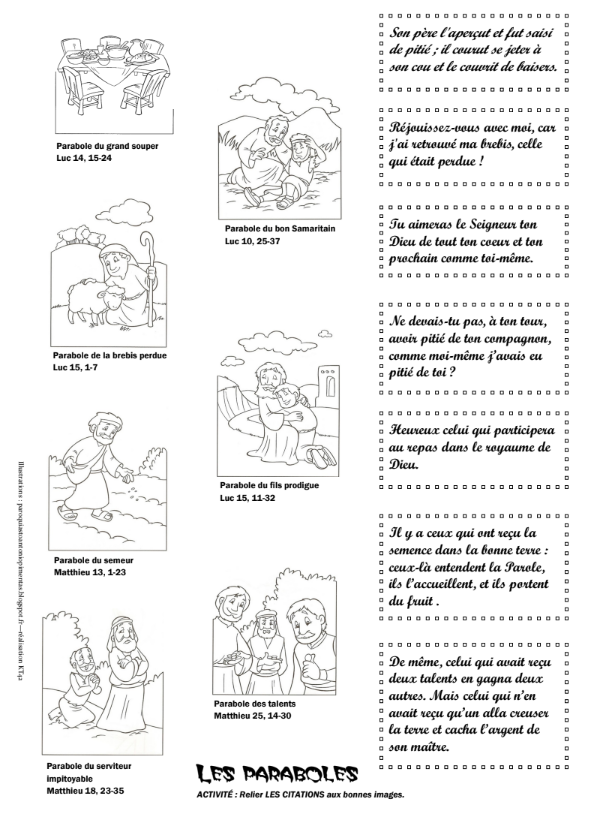 Parabole du grand souper
Luc 14, 15-24
Parabole du bon Samaritain
Luc 10, 25-37
Parabole de la brebis perdue
Luc 15, 1-7
Parabole du fils prodigue
Luc 15, 11-32
Parabole du semeur
Matthieu 13, 1-23
Parabole des talents
Matthieu 25, 14-30
Parabole du serviteur
impitoyable
Matthieu 18, 23-35
Son père l'aperçut et fut saisi
de pitié ; il courut se jeter à
son cou et le couvrit de baisers.
Réjouissez-vous avec moi, car
j'ai retrouvé ma brebis, celle
qui était perdue !
Tu aimeras le Seigneur ton
Dieu de tout ton coeur et ton
prochain comme toi-même.
Ne devais-tu pas, à ton tour,
avoir pitié de ton compagnon,
comme moi-même j'avais eu
pitié de toi ?
Heureux celui qui participera
au repas dans le royaume de
Dieu.
Il y a ceux qui ont reçu la
semence dans la bonne terre :
ceux-là entendent la Parole,
ils l'accueillent, et ils portent
du fruit .
De même, celui qui avait reçu
deux talents en gagna deux
autres. Mais celui qui n'en
avait reçu qu'un alla creuser
la terre et cacha l'argent de
son maître.
LES PARABOLES
ACTIVITÉ : Relier LES CITATIONS aux bonnes images.
Illustrations : paroquiasantoniopimentas.blogspot.fr—réalisation KT42